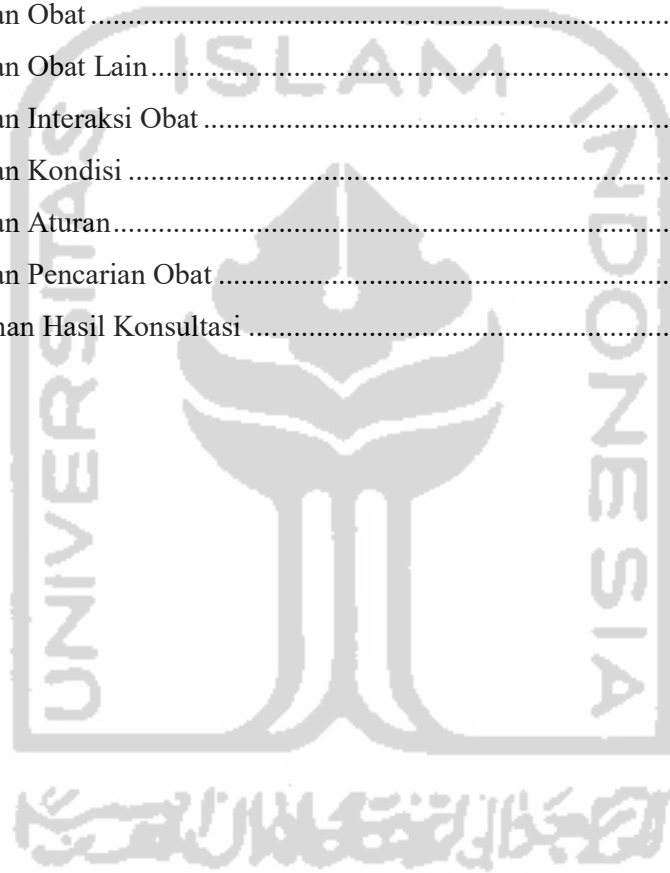 an Obat ........................................................................................
an Obat Lain................................................................................
an Interaksi Obat ........................................................................
an Kondisi ...................................................................................
an Aturan.....................................................................................
an Pencarian Obat ......................................................................
nan Hasil Konsultasi ..................................................................
UNIVERSITAS
ISLAM
INDONESIA